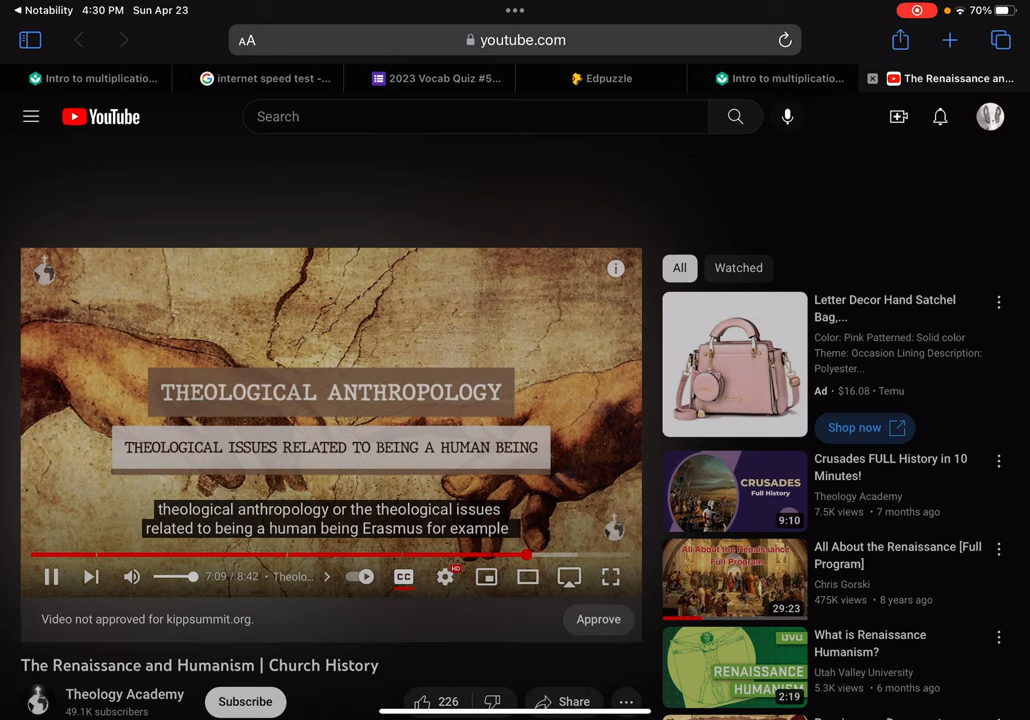 Notability 4:30 PM Sun Apr 23
70%
AA youtube.com
Intro to multiplicatio...
internet speed test -...
2023 Vocab Quiz #5...
Edpuzzle
Intro to multiplicatio...
The Renaissance an...
YouTube
Search
THEOLOGICAL ANTHROPOLOGY
THEOLOGICAL ISSUES RELATED TO BEING A HUMAN BEING
theological anthropology or the theological issues
related to being a human being Erasmus for example
7:09 / 8:42 • Theolo...
CC
HD
Video not approved for kippsummit.org.
Approve
The Renaissance and Humanism | Church History
Theology Academy
49.1K subscribers
Subscribe
226
Share
All
Watched
Letter Decor Hand Satchel
Bag,...
Color: Pink Patterned: Solid color
Theme: Occasion Lining Description:
Polyester...
Ad • $16.08 • Temu
Shop now
CRUSADES
Full History
9:10
Crusades FULL History in 10
Minutes!
Theology Academy
7.5K views • 7 months ago
All About the Renaissance
Full Program]
29:23
All About the Renaissance [Full
Program]
Chris Gorski
475K views • 8 years ago
UVU
RENAISSANCE
HUMANISM
2:19
What is Renaissance
Humanism?
Utah Valley University
5.3K views • 6 months ago